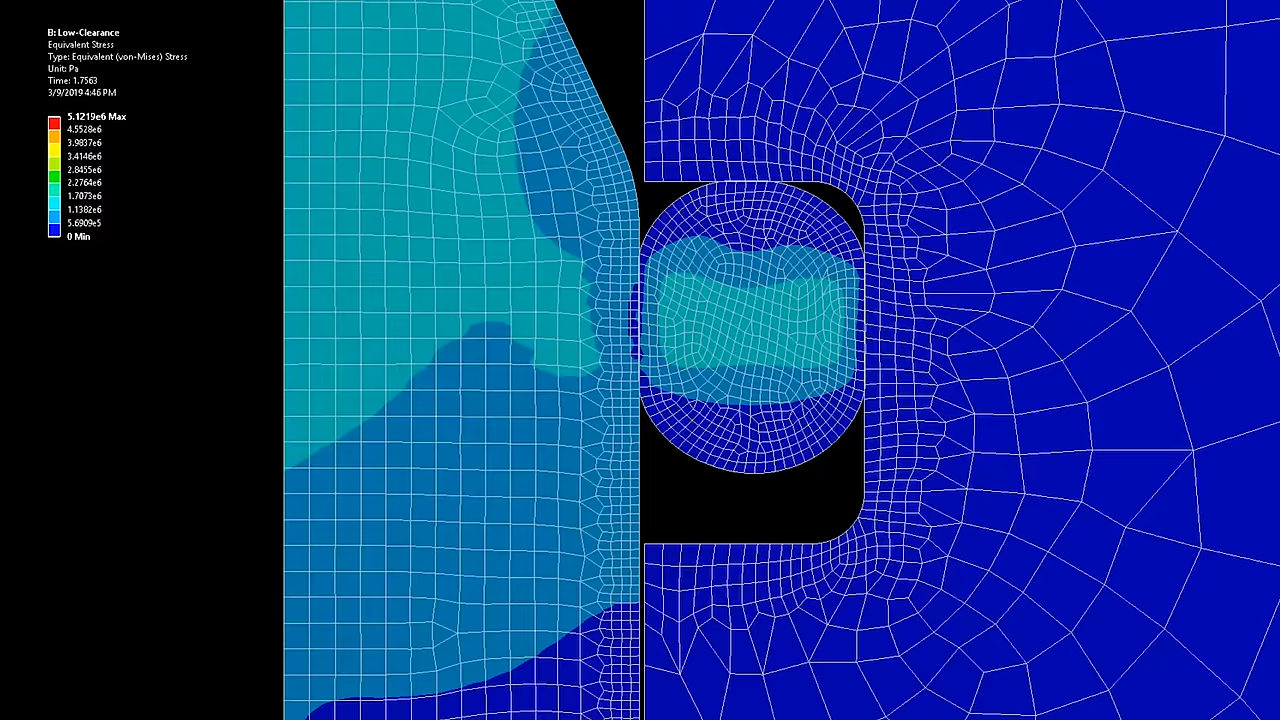 B: Low-Clearance
Equivalent Stress
Type: Equivalent (von-Mises) Stress
Unit: Pa
Time: 1.7563
3/9/2019 4:46 PM
5.1219e6 Max
4.5528e6
3.9837e6
3.4146e6
2.8455e6
2.2764e6
1.7073e6
1.1382e6
5.6909e5
0 Min